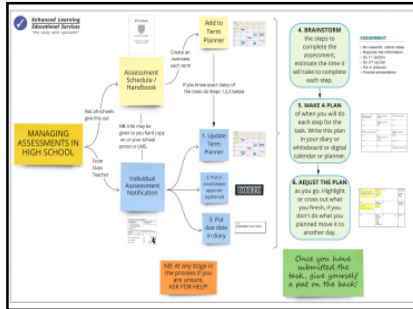 Enhanced Learning
Educational Services
Assessment
Schedule /
Handbook
Add to
Term
Planner
Create an
overview
each term
If you know exact dates of
the tasks do Steps 1,2,3 below
Not all schools
give this out
NB: Info may be
given to you hard copy
on your school
portal or LMS
MANAGING
ASSESSMENTS IN
HIGH SCHOOL
From
Class
Teacher
Individual
Assessment
Notification
1. Update
Term
Planner
2. Put in
countdown
(optional)
3. Put
due date
in diary
NB: At any stage
in the process if you
are unsure,
ASK FOR HELP!
4. BRAINSTORM
the steps to
complete the
assessment,
estimate the time it
will take to complete
each step.
5. MAKE A PLAN
of when you will do
each step for the
task. Write this plan
in your diary or
whiteboard or digital
calendar or planner.
6. ADJUST THE PLAN
as you go. Highlight
or cross out what
you finish, if you
don't do what you
planned move it to
another day.
ASSIGNMENT
Once you have
submitted the
task, give yourself
a pat on the back!